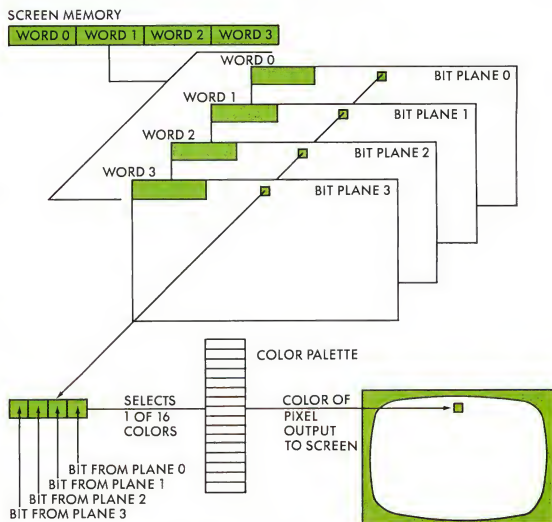 SCREEN MEMORY
WORD 0 WORD 1 WORD 2 WORD 3
WORD 0
BIT PLANE 0
WORD 1
BIT PLANE 1
WORD 2
BIT PLANE 2
WORD 3
BIT PLANE 3
COLOR PALETTE
SELECTS
1 OF 16
COLORS
COLOR OF
PIXEL
OUTPUT
TO SCREEN
BIT FROM PLANE 0
BIT FROM PLANE 1
BIT FROM PLANE 2
BIT FROM PLANE 3